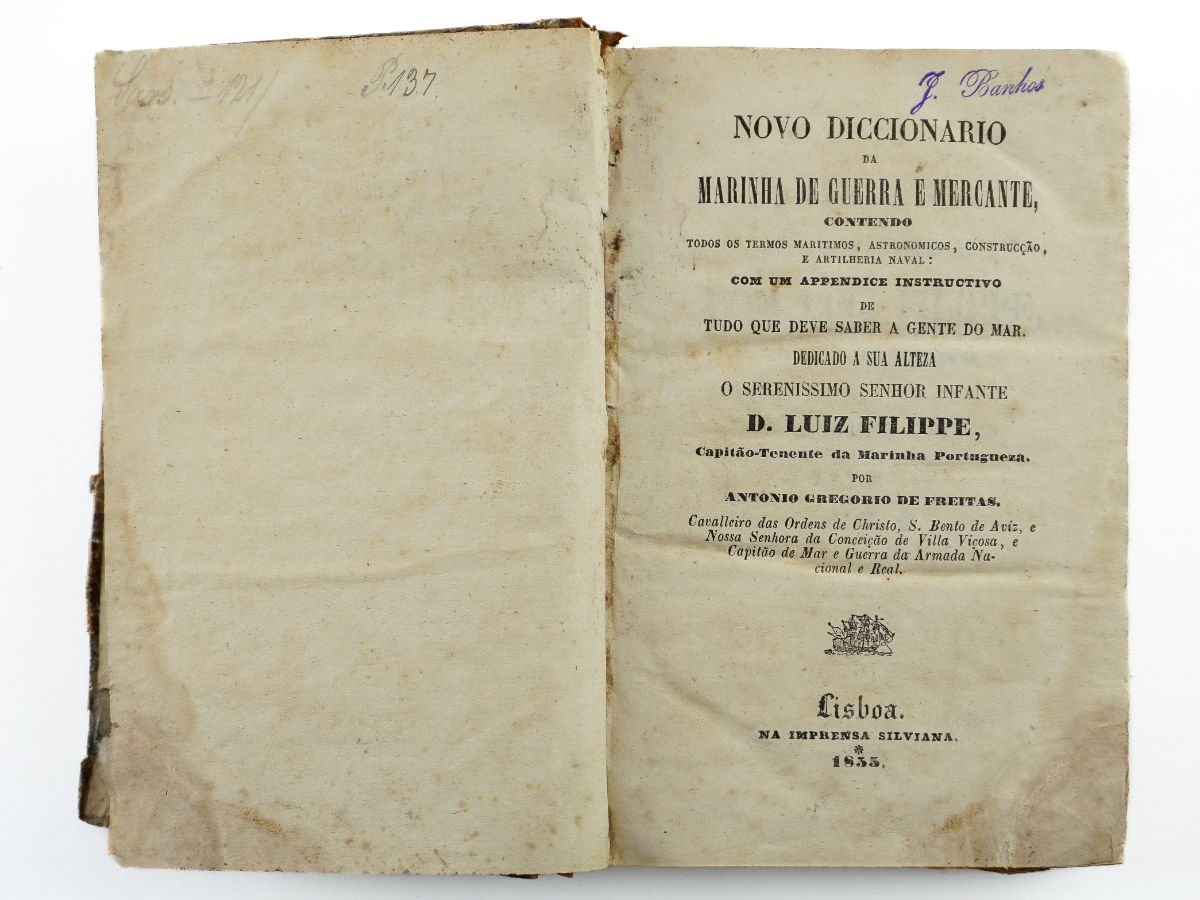 P.137.
J. Banhos
NOVO DICCIONARIO
DA
MARINHA DE GUERRA E MERCANTE,
CONTENDO
TODOS OS TERMOS MARITIMOS, ASTRONOMICOS, CONSTRUCÇÃO,
E ARTILHERIA NAVAL:
COM UM APPENDICE INSTRUCTIVO
DE
TUDO QUE DEVE SABER A GENTE DO MAR.
DEDICADO A SUA ALTEZA
O SERENISSIMO SENHOR INFANTE
D. LUIZ FILIPPE,
Capitão-Tenente da Marinha Portugueza.
POR
ANTONIO GREGORIO DE FREITAS.
Cavalleiro das Ordens de Christo, S. Bento de Aviz, e
Nossa Senhora da Conceição de Villa Viçosa, e
Capitão de Mar e Guerra da Armada Na-
cional e Real.
Lisboa.
NA IMPRENSA SILVIANA.
1855.